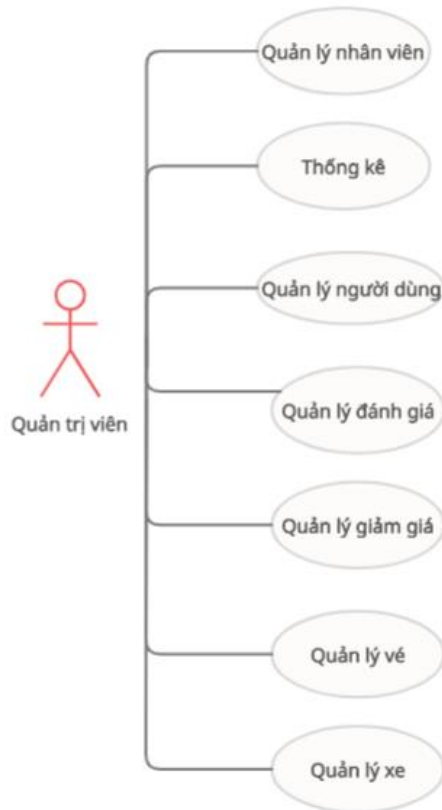 Quản lý nhân viên
Thống kê
Quản lý người dùng
Quản trị viên
Quản lý đánh giá
Quản lý giảm giá
Quản lý vé
Quản lý xe